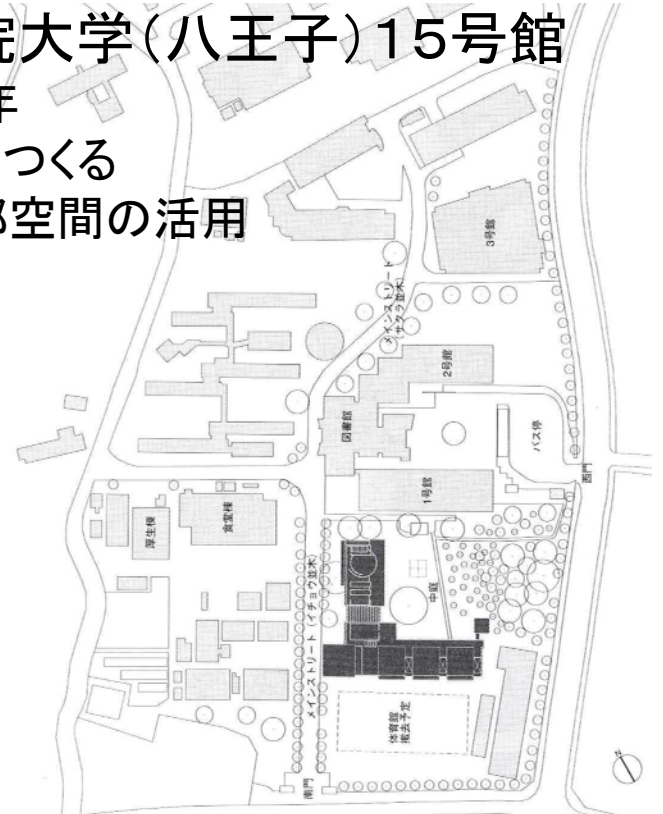 院大学(八王子)15号館
年
つくる
部空間の活用
3号館
メインストリート
(サクラ並木)
2号館
図書館
バス停
1号館
西門
厚生棟
食堂棟
メインストリート(イチョウ並木)
中庭
体育館
撤去予定
南門
N